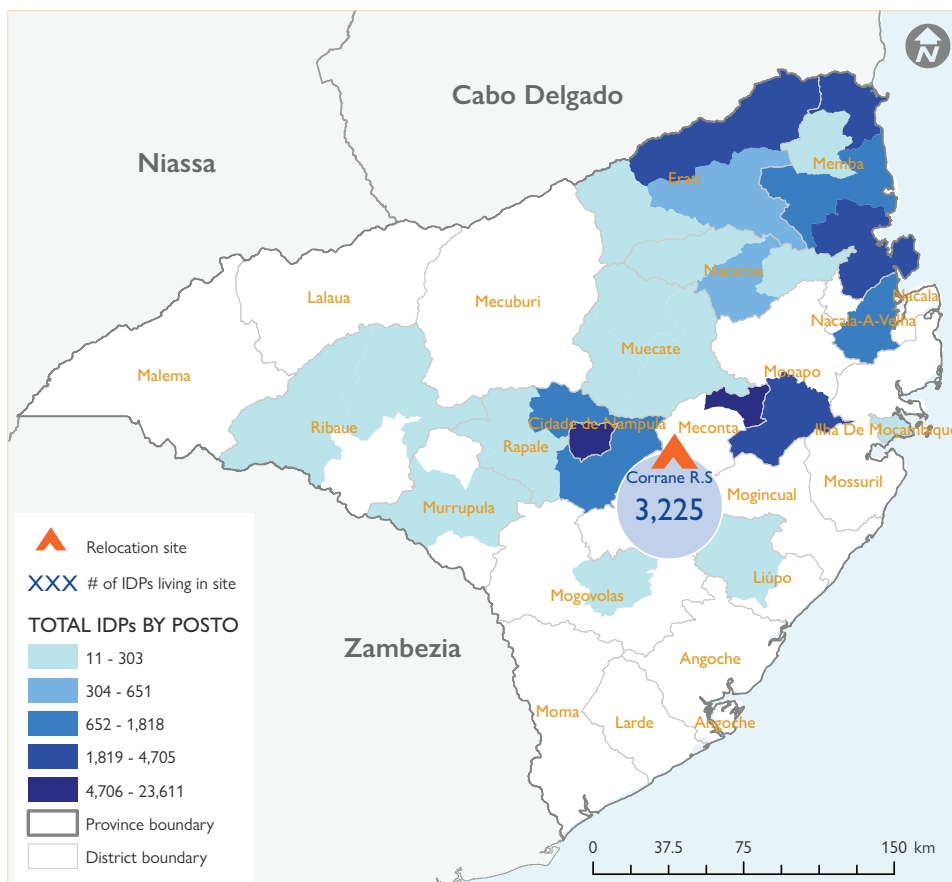 N
Cabo Delgado
Niassa
Memba
Erati
Nacaroa
Lalaua
Mecuburi
Nacala
Nacala-A-Velha
Muecate
Monapo
Malema
Ribaue
Cidade de Nampula
Meconta
Ilha De Moçambique
Rapale
Corrane R.S
3,225
Mogincual
Mossuril
Murrupula
Liúpo
Mogovolas
Zambezia
Angoche
Moma
Larde
Angoche
Relocation site
XXX # of IDPs living in site
TOTAL IDPs BY POSTO
11 - 303
304 - 651
652 - 1,818
1,819 - 4,705
4,706 - 23,611
Province boundary
District boundary
0 37.5 75 150 km